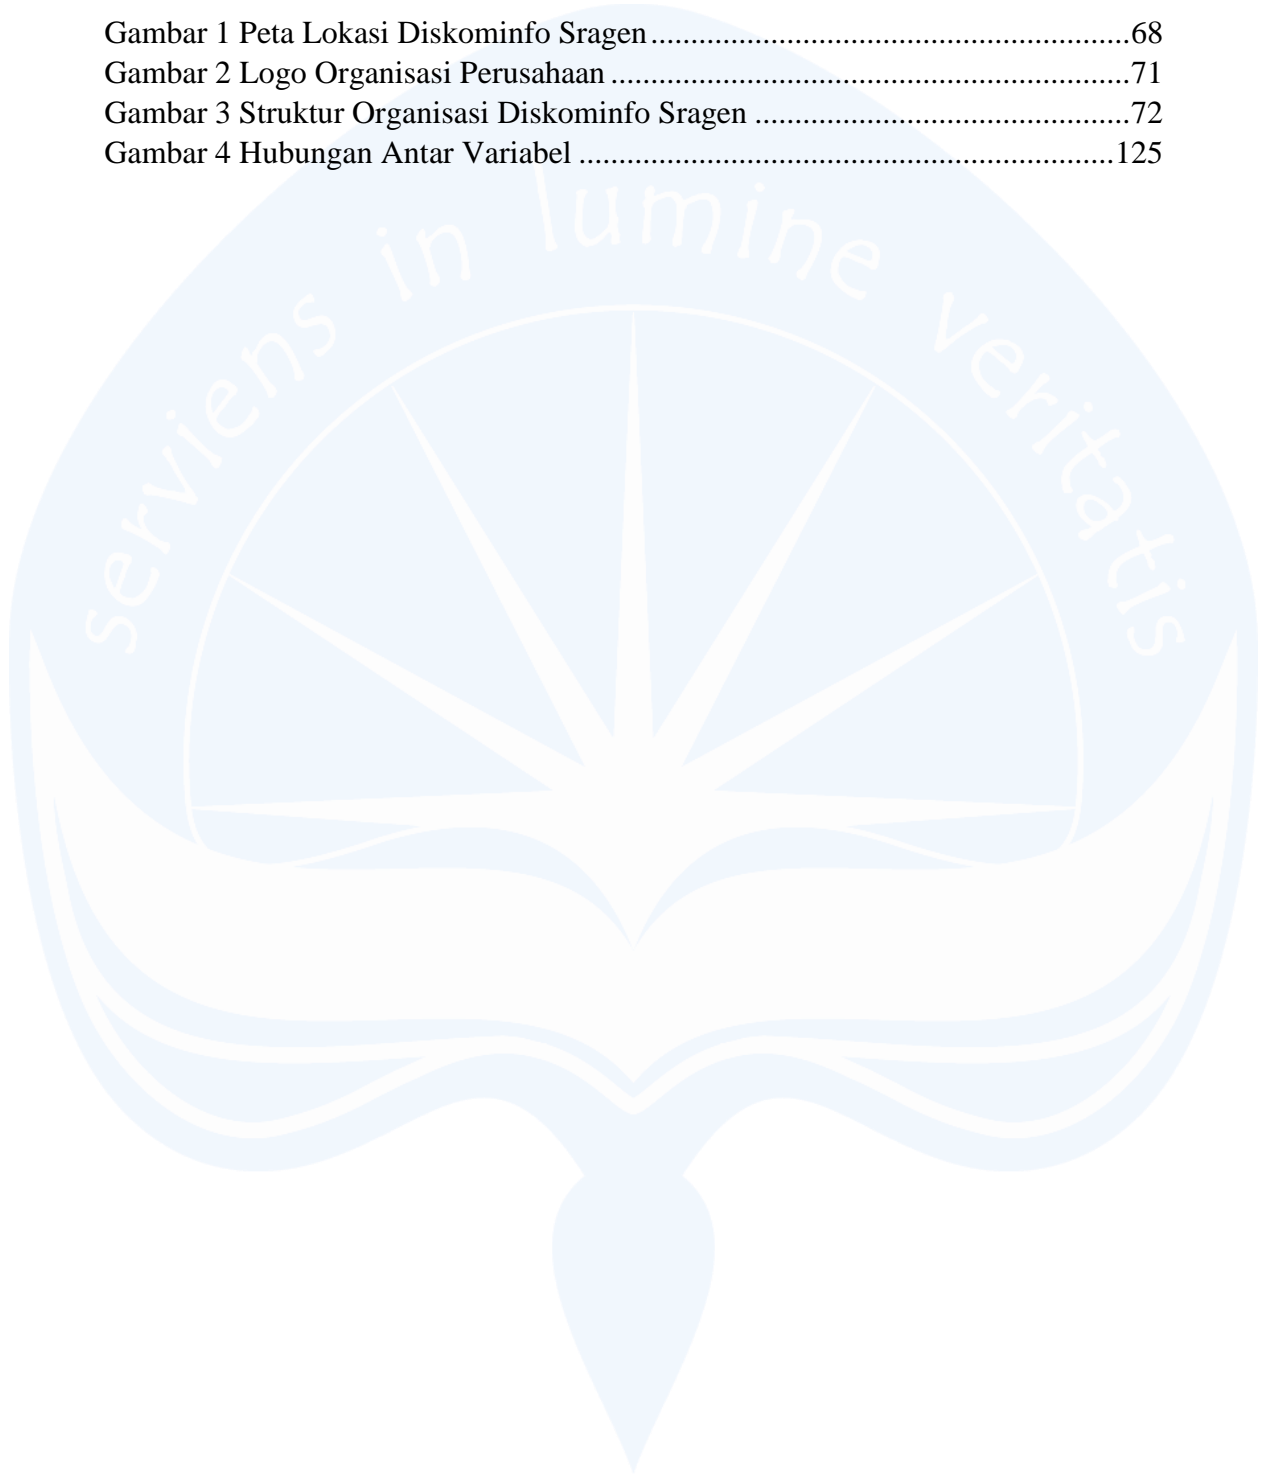 Gambar 1 Peta Lokasi Diskominfo Sragen............................................................68
Gambar 2 Logo Organisasi Perusahaan .................................................................71
Gambar 3 Struktur Organisasi Diskominfo Sragen ...............................................72
Gambar 4 Hubungan Antar Variabel ...................................................................125
serviens in lumine veritatis